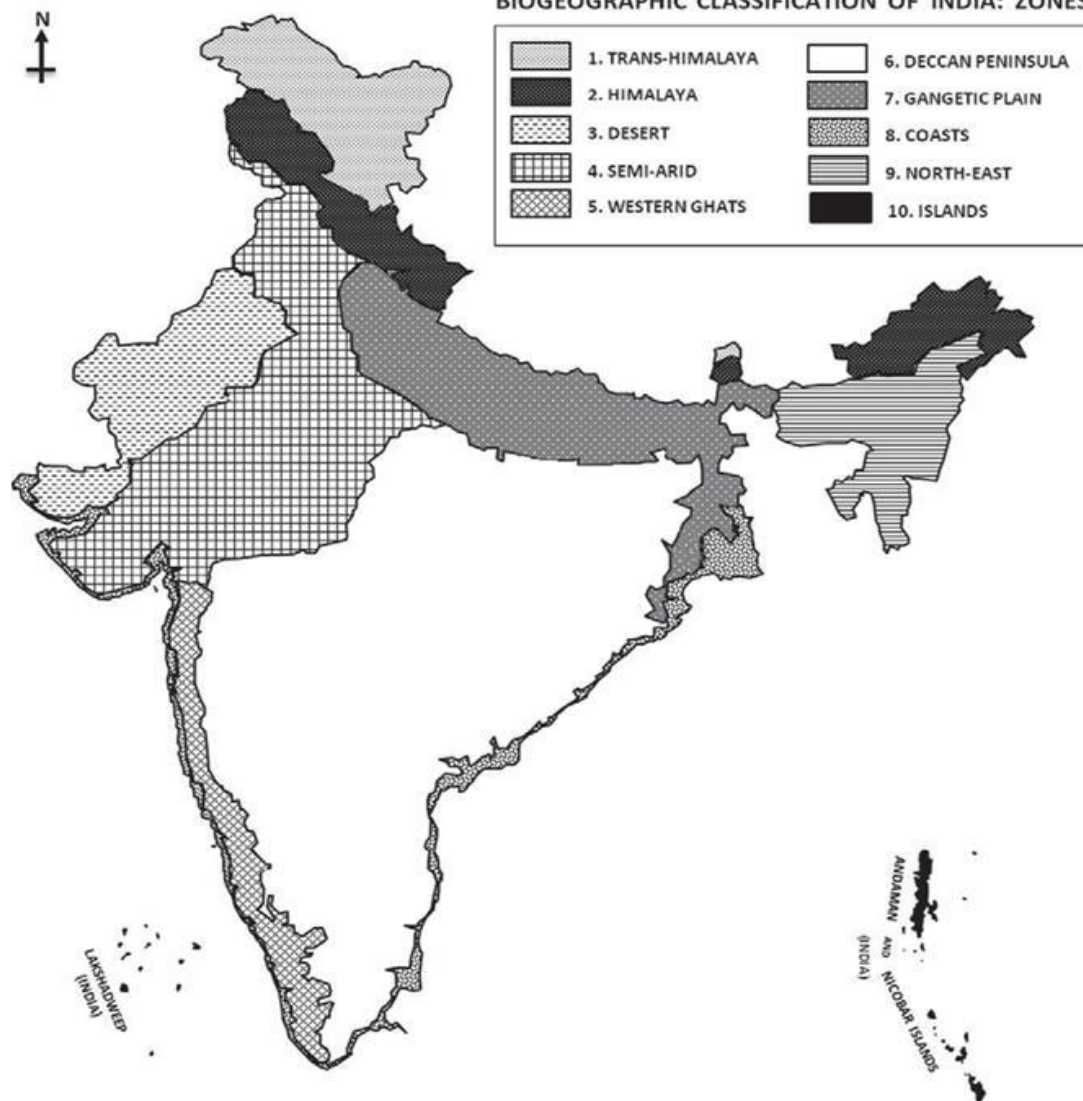 BIOGEOGRAPHIC CLASSIFICATION OF INDIA: ZONES
N
1. TRANS-HIMALAYA
2. HIMALAYA
3. DESERT
4. SEMI-ARID
5. WESTERN GHATS
6. DECCAN PENINSULA
7. GANGETIC PLAIN
8. COASTS
9. NORTH-EAST
10. ISLANDS
LAKSHADWEEP
(INDIA)
ANDAMAN AND NICOBAR ISLANDS
(INDIA)